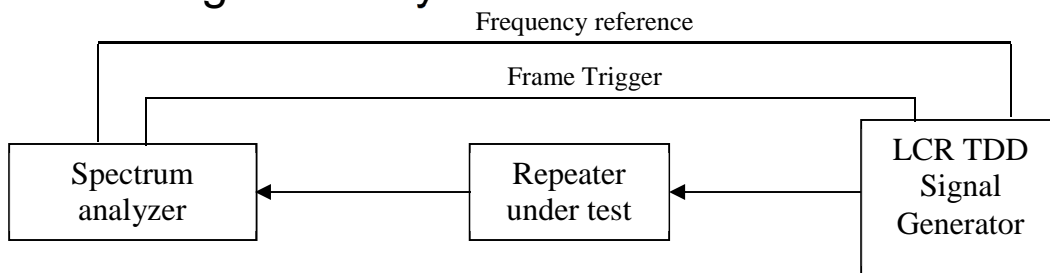 Frequency reference
Frame Trigger
Spectrum
analyzer
Repeater
under test
LCR TDD
Signal
Generator